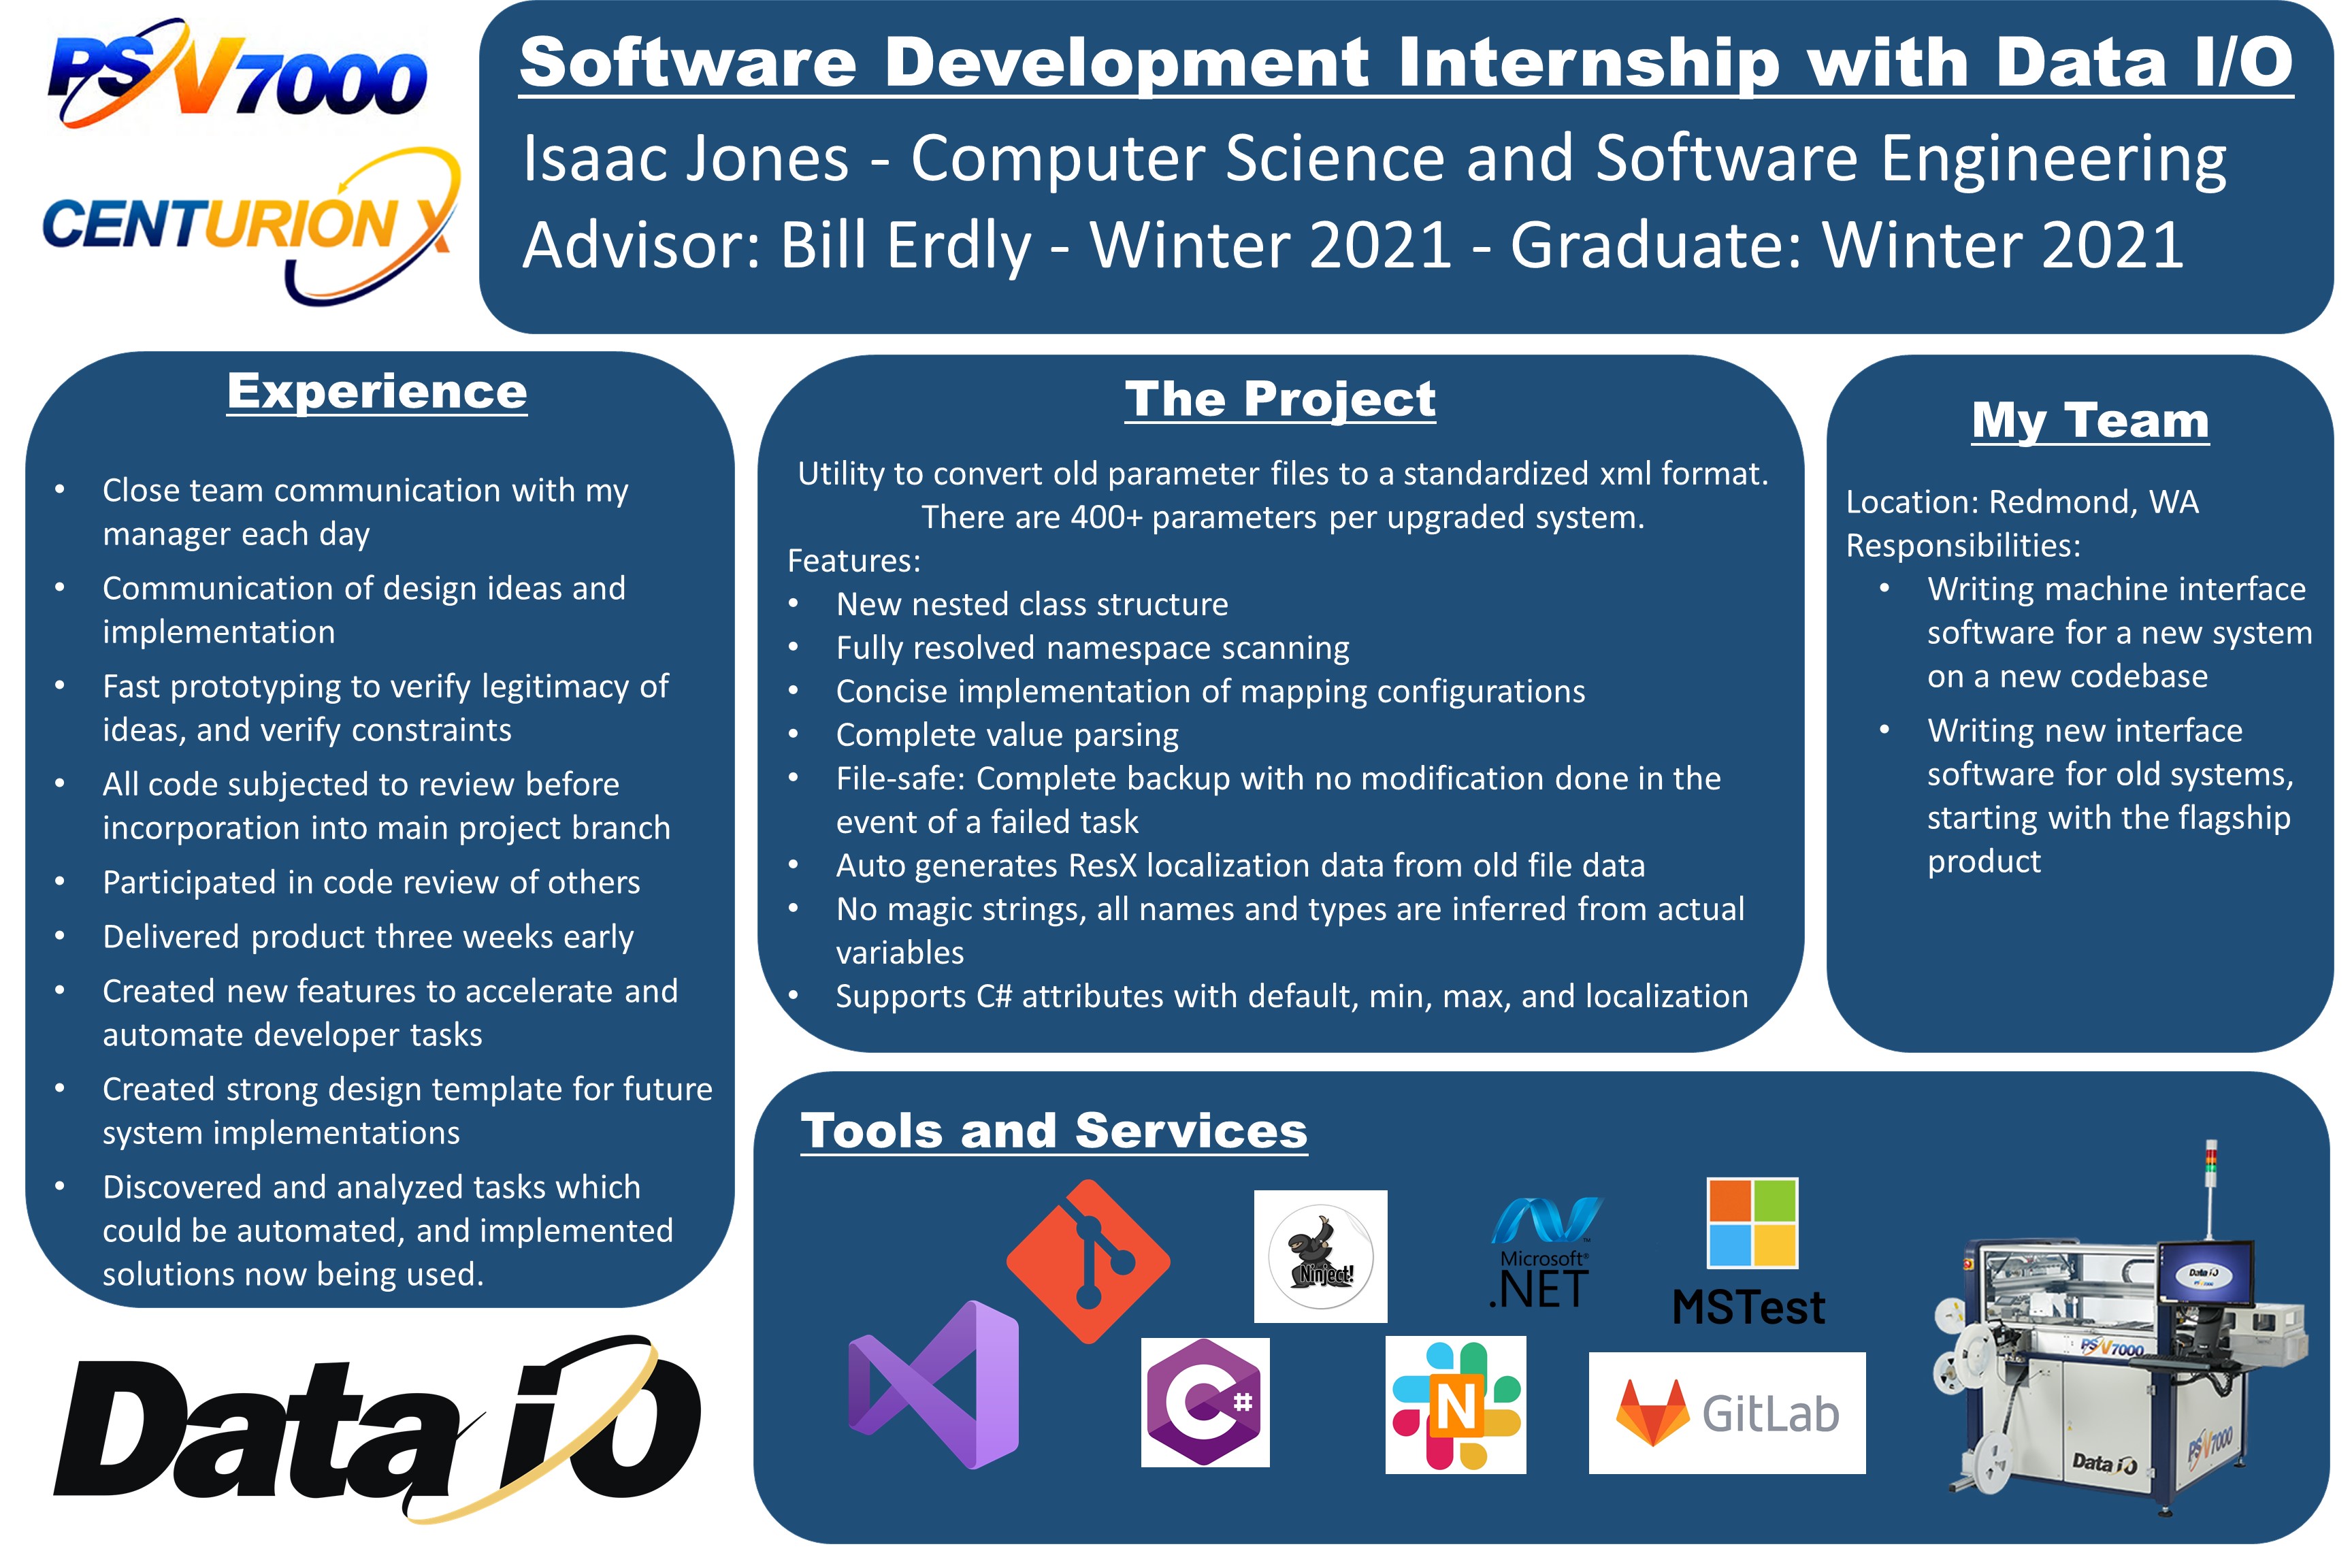 PSV7000
CENTURION X
Software Development Internship with Data I/O
Isaac Jones - Computer Science and Software Engineering
Advisor: Bill Erdly - Winter 2021 - Graduate: Winter 2021
Experience
• Close team communication with my
manager each day
• Communication of design ideas and
implementation
• Fast prototyping to verify legitimacy of
ideas, and verify constraints
• All code subjected to review before
incorporation into main project branch
• Participated in code review of others
• Delivered product three weeks early
• Created new features to accelerate and
automate developer tasks
• Created strong design template for future
system implementations
• Discovered and analyzed tasks which
could be automated, and implemented
solutions now being used.
Data iO
The Project
Utility to convert old parameter files to a standardized xml format.
There are 400+ parameters per upgraded system.
Features:
• New nested class structure
• Fully resolved namespace scanning
• Concise implementation of mapping configurations
• Complete value parsing
• File-safe: Complete backup with no modification done in the
event of a failed task
• Auto generates ResX localization data from old file data
• No magic strings, all names and types are inferred from actual
variables
• Supports C# attributes with default, min, max, and localization
My Team
Location: Redmond, WA
Responsibilities:
• Writing machine interface
software for a new system
on a new codebase
• Writing new interface
software for old systems,
starting with the flagship
product
Tools and Services
Ninject!
Microsoft®
.NET™
MSTest
C#
N
GitLab
Data iO
PSV7000
PSV7000
Data iO